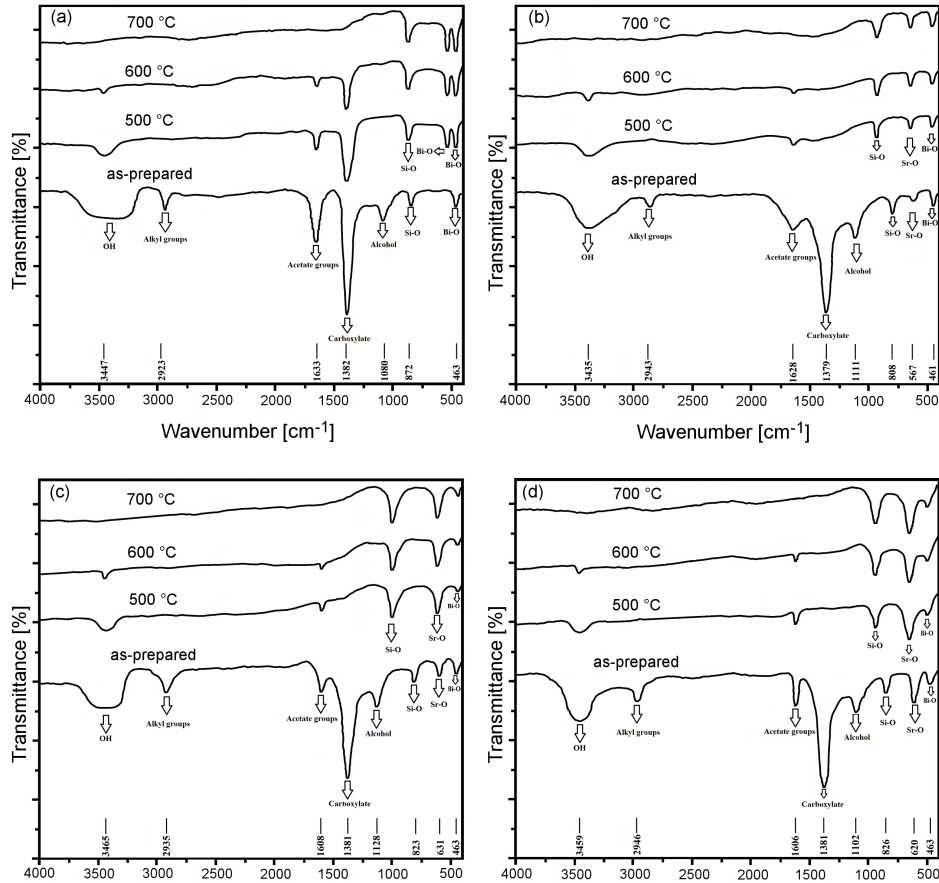 (a)
700 °C
600 °C
500 °C
Si-O
Bi-O
Bi-O
as-prepared
OH
Alkyl groups
Acetate groups
Carboxylate
Alcohol
Si-O
Bi-O
3447
2923
1633
1382
1080
872
463
4000 3500 3000 2500 2000 1500 1000 500
Wavenumber [cm-1]
Transmittance [%]
(b)
700 °C
600 °C
500 °C
Si-O
Sr-O
Bi-O
as-prepared
OH
Alkyl groups
Acetate groups
Carboxylate
Alcohol
Si-O
Sr-O
Bi-O
3435
2943
1628
1379
1111
808
567
461
4000 3500 3000 2500 2000 1500 1000 500
Wavenumber [cm-1]
Transmittance [%]
(c)
700 °C
600 °C
500 °C
Si-O
Sr-O
Bi-O
as-prepared
OH
Alkyl groups
Acetate groups
Carboxylate
Alcohol
Si-O
Sr-O
Bi-O
3465
2935
1608
1381
1128
823
631
463
4000 3500 3000 2500 2000 1500 1000 500
Transmittance [%]
(d)
700 °C
600 °C
500 °C
Si-O
Sr-O
Bi-O
as-prepared
OH
Alkyl groups
Acetate groups
Carboxylate
Alcohol
Si-O
Sr-O
Bi-O
3459
2946
1606
1381
1102
826
620
463
4000 3500 3000 2500 2000 1500 1000 500
Transmittance [%]